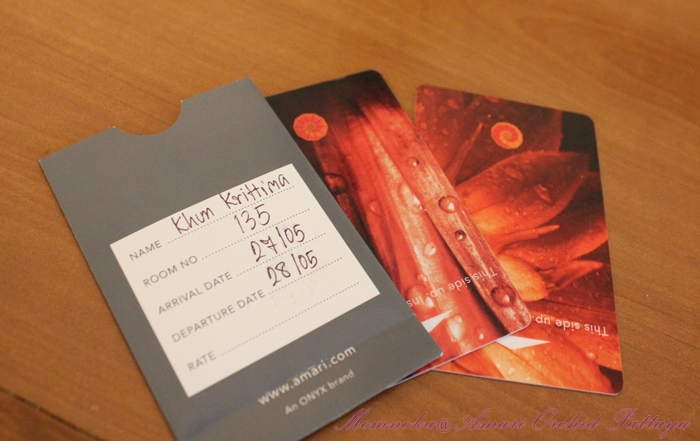 NAME Khun Krittima
ROOM NO 135
ARRIVAL DATE 27/05
DEPARTURE DATE 28/05
RATE
www.amari.com
An ONYX brand
This side up, ins
This side up,
@ Amari Orchid Pattaya